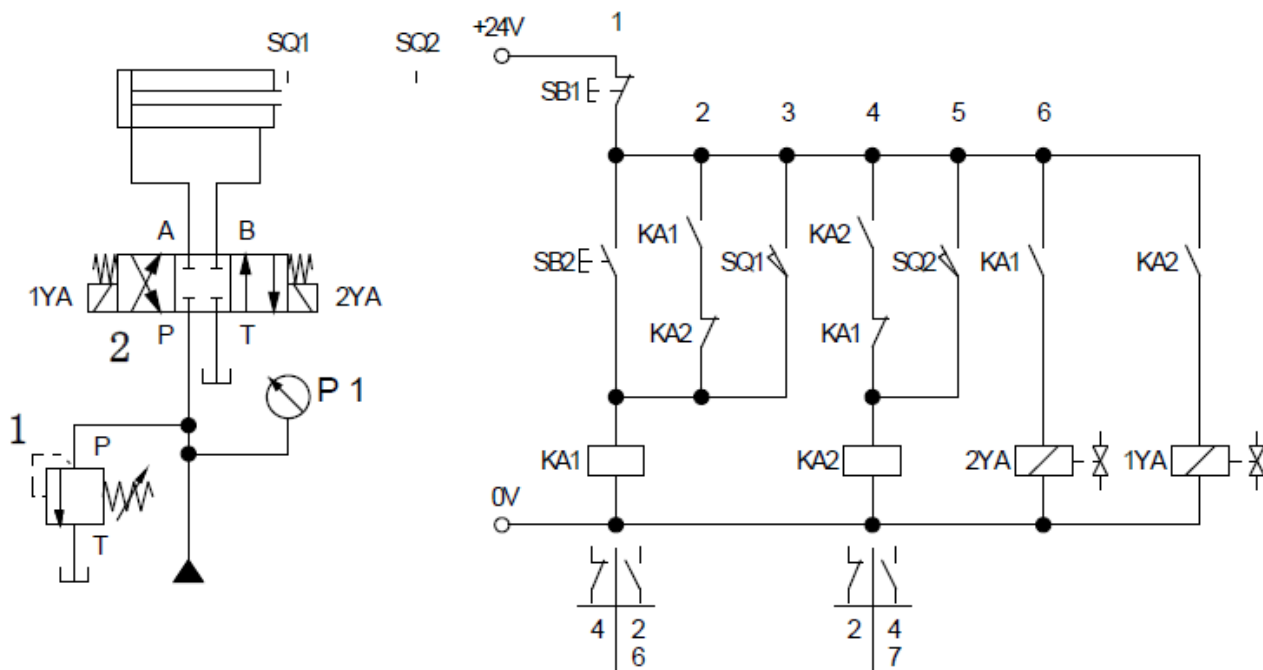 SQ1 SQ2 +24V 1
SB1
2 3 4 5 6
A B
SB2 KA1 SQ1 KA2 SQ2 KA1 KA2
1YA 2YA
P T
2
KA2 KA1
P 1
1 P
KA1 KA2 2YA 1YA
0V
T
4 2 2 4
6 7